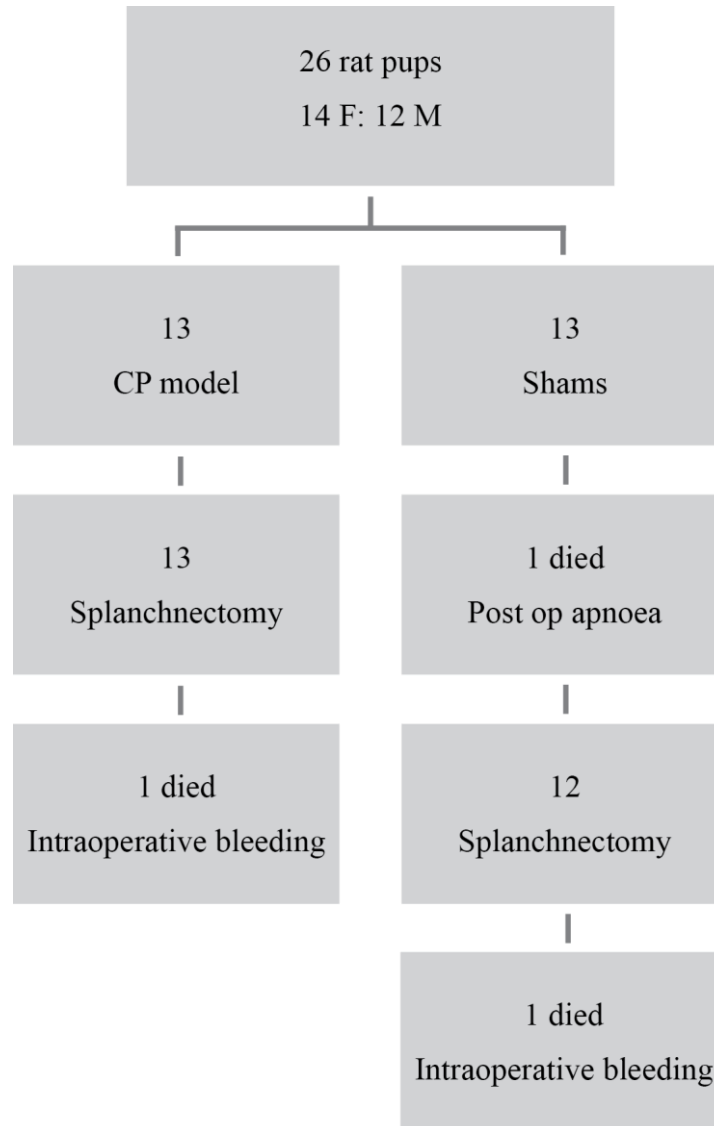 26 rat pups
14 F: 12 M
13
CP model
13
Shams
13
Splanchnectomy
1 died
Post op apnoea
1 died
Intraoperative bleeding
12
Splanchnectomy
1 died
Intraoperative bleeding